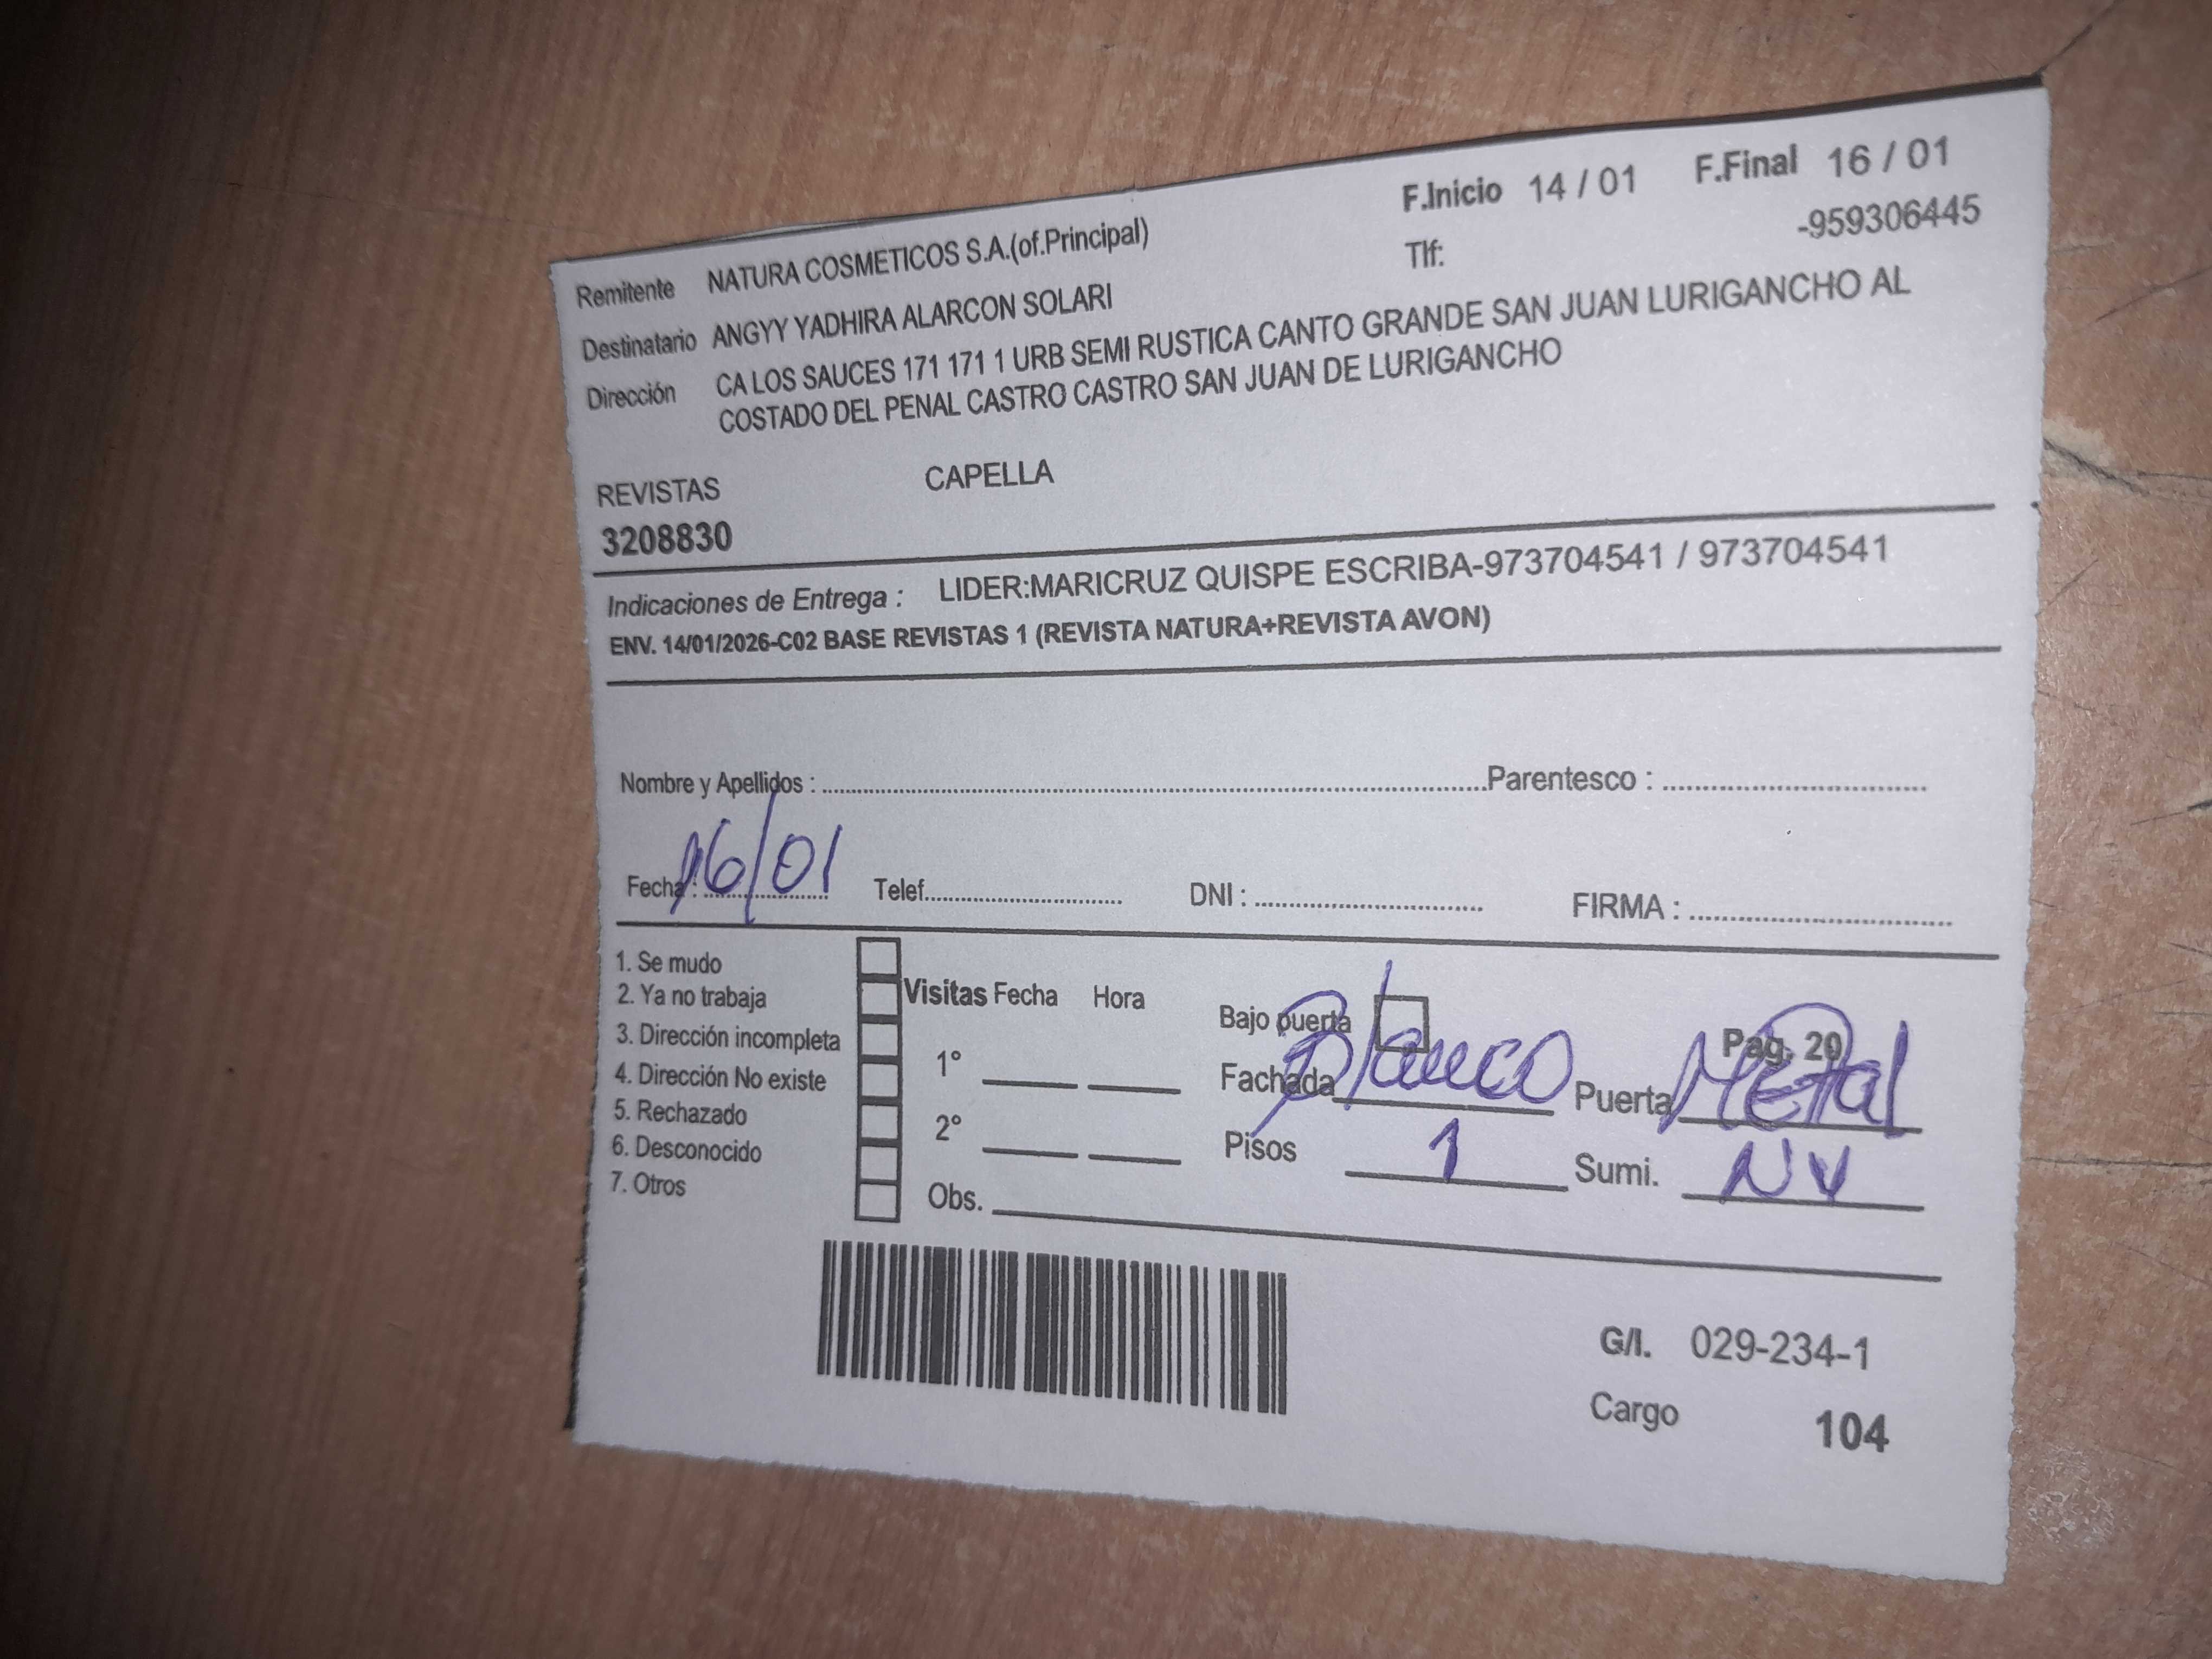 F.Inicio 14 / 01 F.Final 16 / 01
Remitente NATURA COSMETICOS S.A.(of.Principal) Tlf: -959306445
Destinatario ANGYY YADHIRA ALARCON SOLARI
Dirección CA LOS SAUCES 171 171 1 URB SEMI RUSTICA CANTO GRANDE SAN JUAN LURIGANCHO AL
COSTADO DEL PENAL CASTRO CASTRO SAN JUAN DE LURIGANCHO
REVISTAS CAPELLA
3208830
Indicaciones de Entrega : LIDER:MARICRUZ QUISPE ESCRIBA-973704541 / 973704541
ENV. 14/01/2026-C02 BASE REVISTAS 1 (REVISTA NATURA+REVISTA AVON)
Nombre y Apellidos : Parentesco :
Fecha : 16/01 Telef. DNI : FIRMA :
1. Se mudo
2. Ya no trabaja
3. Dirección incompleta
4. Dirección No existe
5. Rechazado
6. Desconocido
7. Otros
Visitas Fecha Hora
1°
2°
Obs.
Bajo puerta Pag. 20
Fachada Blanco Puerta Metal
Pisos 1 Sumi. NV
G/I. 029-234-1
Cargo 104